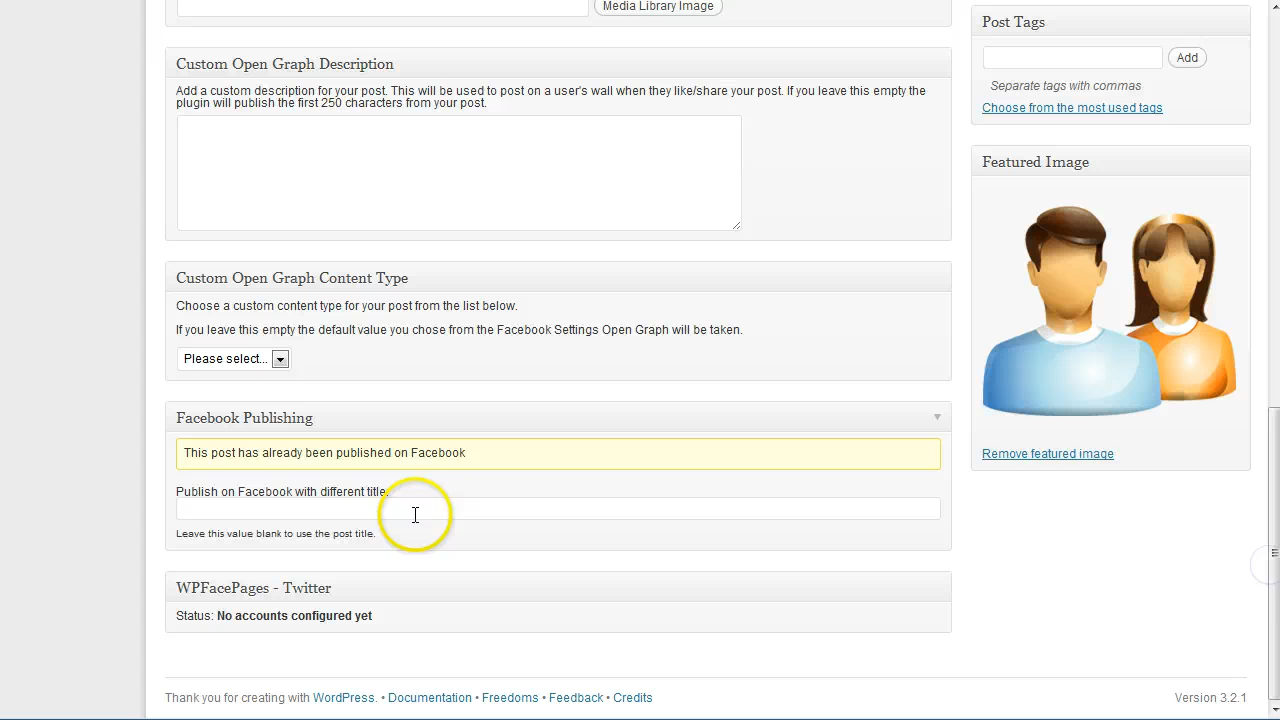 Media Library Image
Custom Open Graph Description
Add a custom description for your post. This will be used to post on a user's wall when they like/share your post. If you leave this empty the
plugin will publish the first 250 characters from your post.
Custom Open Graph Content Type
Choose a custom content type for your post from the list below.
If you leave this empty the default value you chose from the Facebook Settings Open Graph will be taken.
Please select...
Facebook Publishing
This post has already been published on Facebook
Publish on Facebook with different title:
Leave this value blank to use the post title.
WPFacePages - Twitter
Status: No accounts configured yet
Post Tags
Add
Separate tags with commas
Choose from the most used tags
Featured Image
Remove featured image
Thank you for creating with WordPress. • Documentation • Freedoms • Feedback • Credits
Version 3.2.1